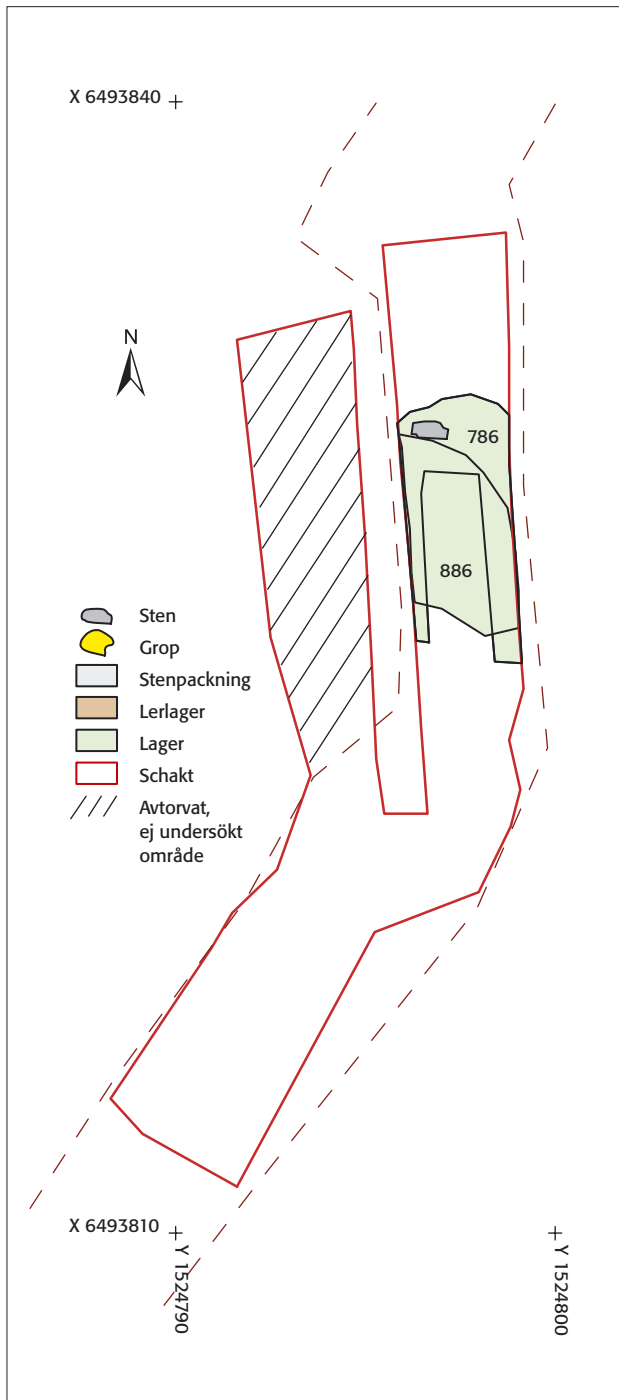 X 6493840
N
786
886
Sten
Grop
Stenpackning
Lerlager
Lager
Schakt
Avtorvat,
ej undersökt
område
X 6493810
Y 1524790
Y 1524800